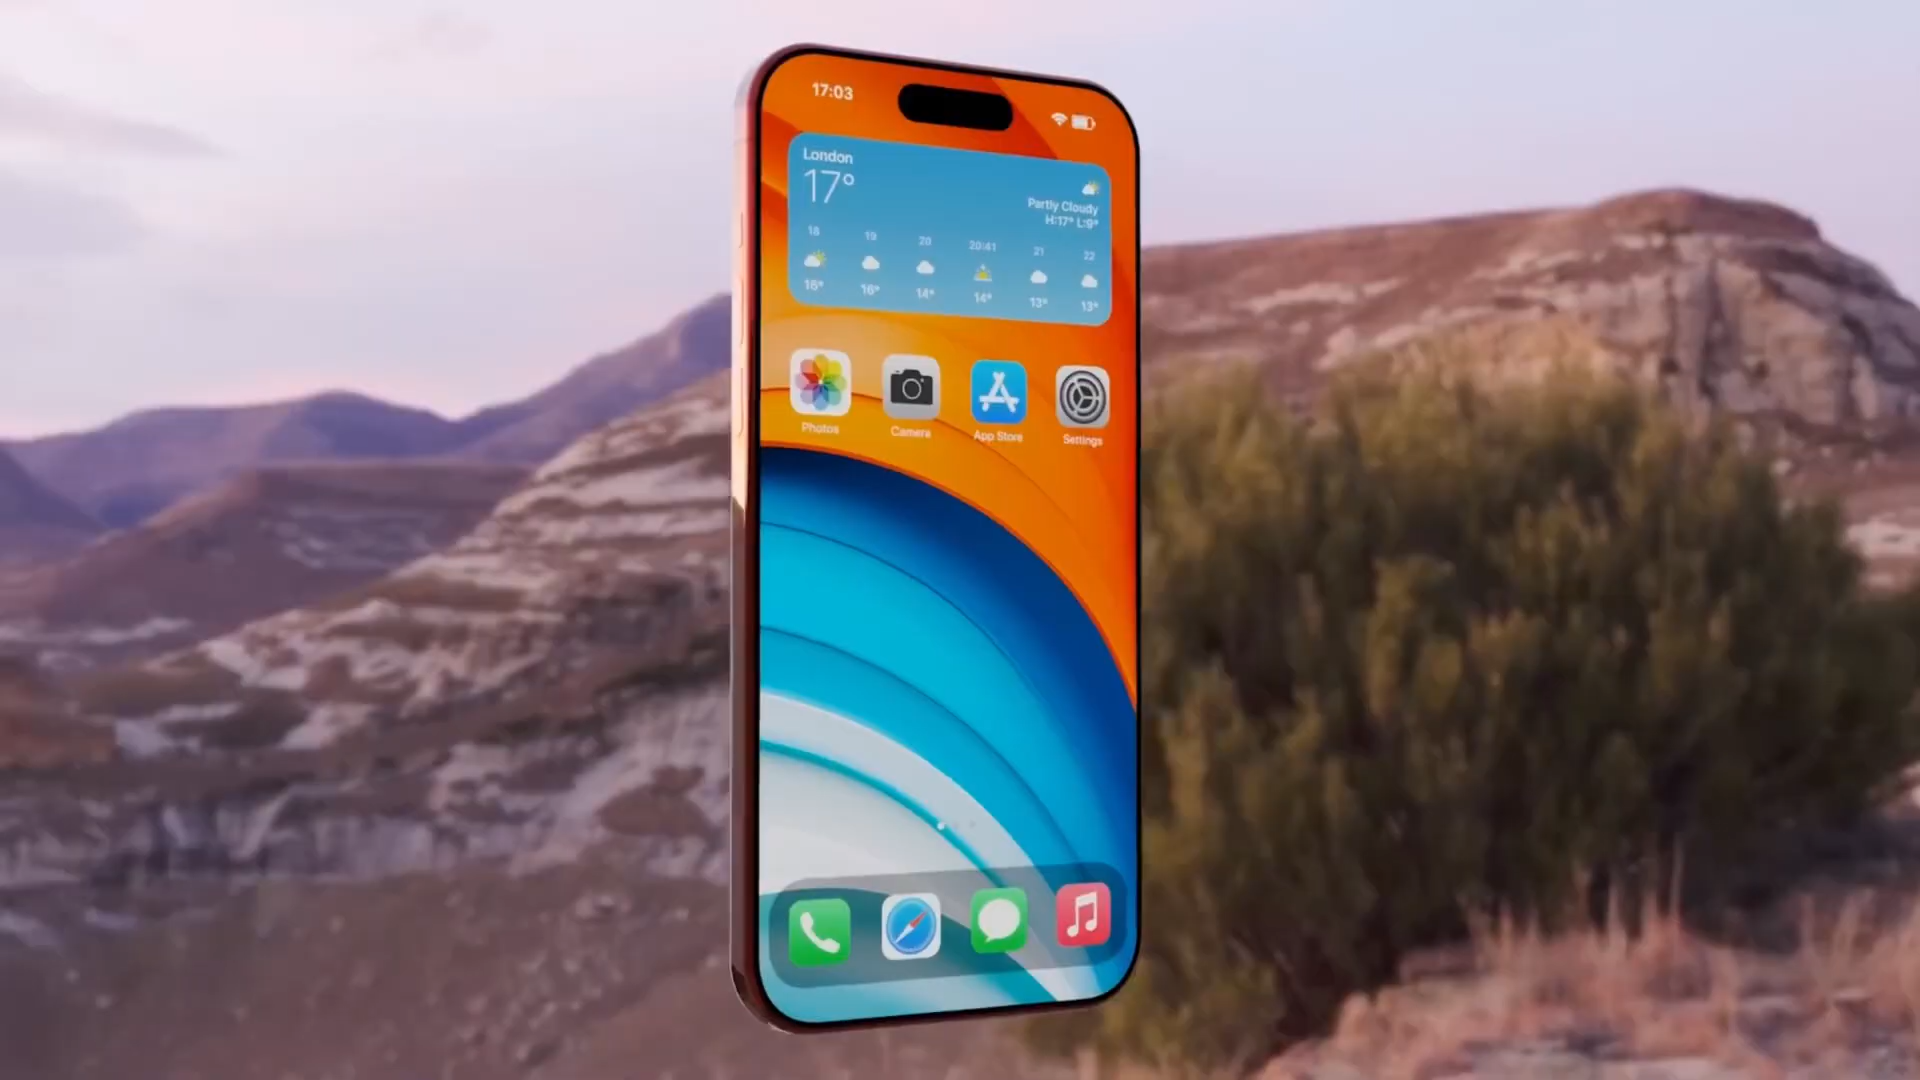 17:03
London
17°
Partly Cloudy
H:17° L:9°
18 19 20 20:41 21 22
16° 16° 14° 14° 13° 13°
Photos Camera App Store Settings